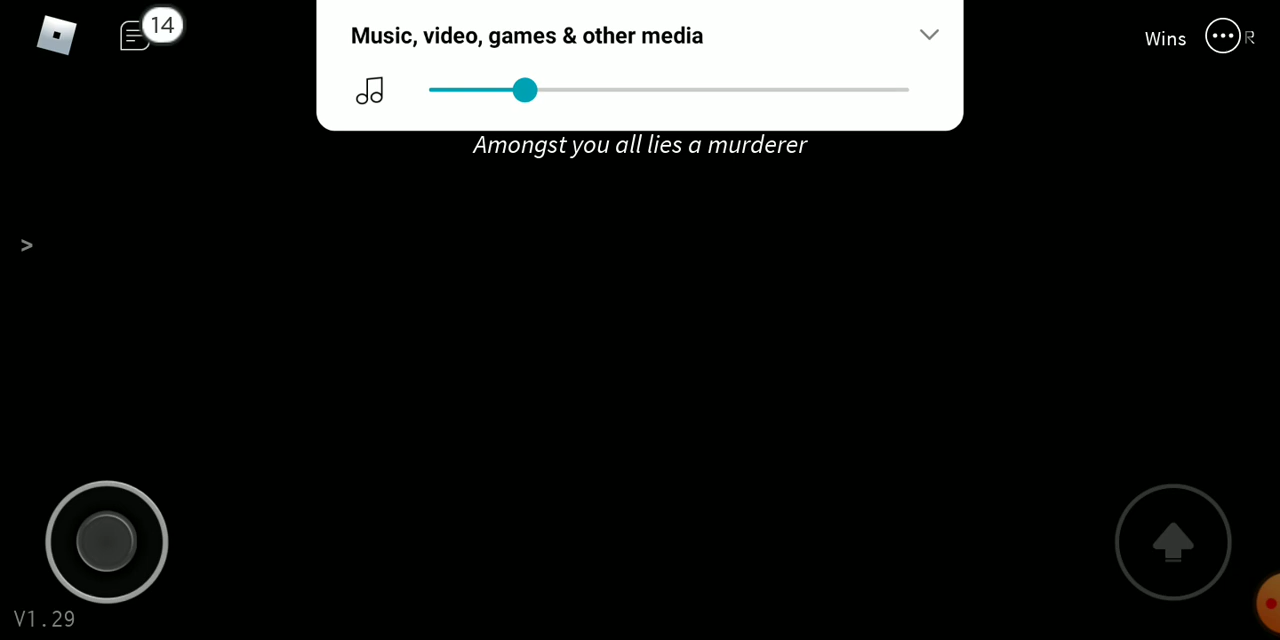 14
Music, video, games & other media
Wins
R
Amongst you all lies a murderer
>
V1.29